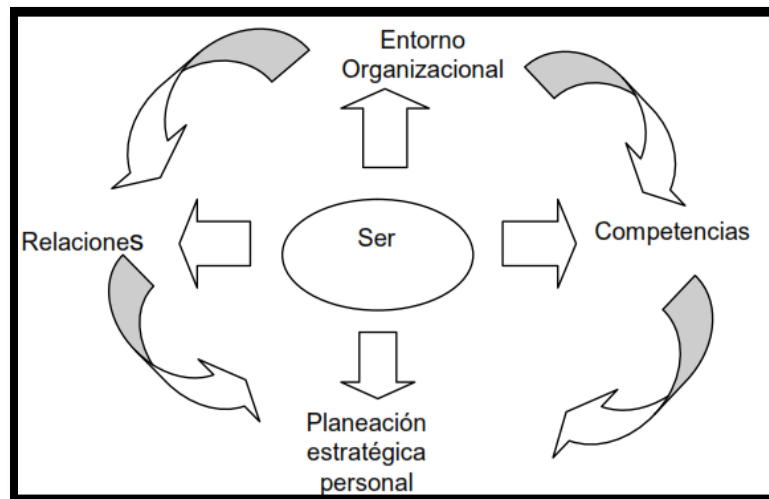 Entorno
Organizacional
Relaciones
Ser
Competencias
Planeación
estratégica
personal